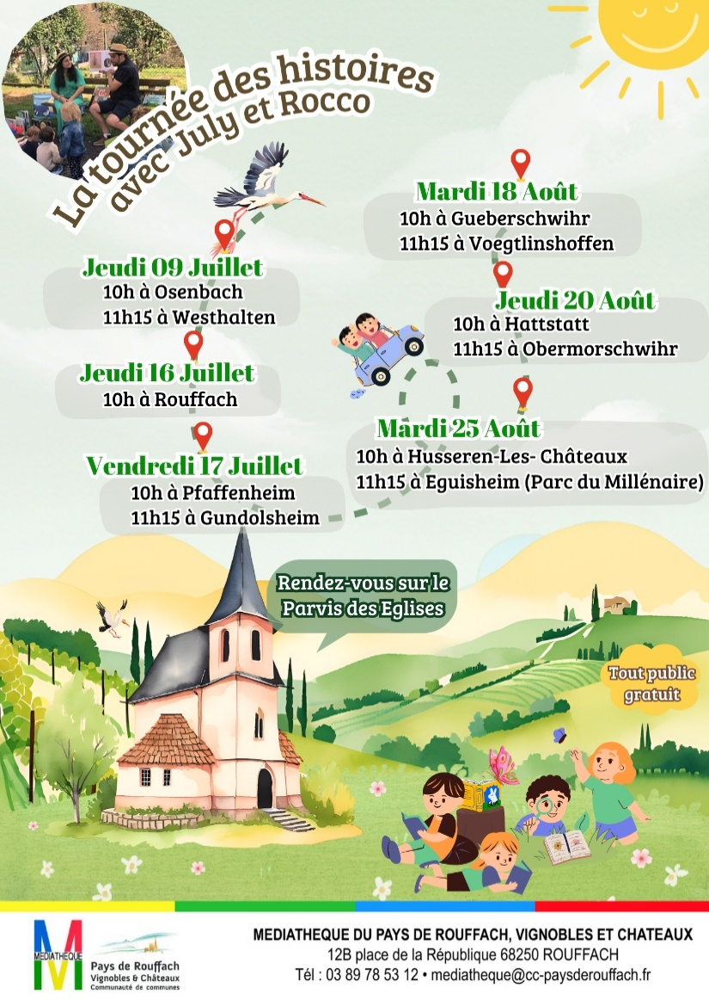 La tournée des histoires
avec July et Rocco
Jeudi 09 Juillet
10h à Osenbach
11h15 à Westhalten
Jeudi 16 Juillet
10h à Rouffach
Vendredi 17 Juillet
10h à Pfaffenheim
11h15 à Gundolsheim
Mardi 18 Août
10h à Gueberschwihr
11h15 à Voegtlinshoffen
Jeudi 20 Août
10h à Hattstatt
11h15 à Obermorschwihr
Mardi 25 Août
10h à Husseren-Les- Châteaux
11h15 à Eguisheim (Parc du Millénaire)
Rendez-vous sur le
Parvis des Eglises
Tout public
gratuit
MEDIATHEQUE
Pays de Rouffach
Vignobles & Châteaux
Communauté de communes
MEDIATHEQUE DU PAYS DE ROUFFACH, VIGNOBLES ET CHATEAUX
12B place de la République 68250 ROUFFACH
Tél : 03 89 78 53 12 • mediatheque@cc-paysderouffach.fr